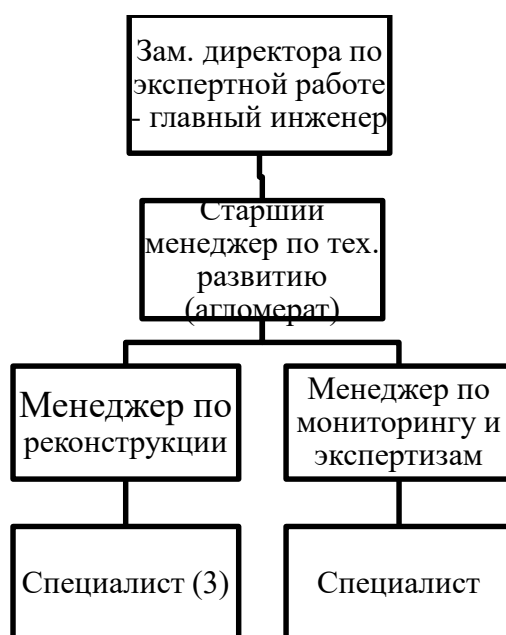 Зам. директора по
экспертной работе
- главный инженер
Старший
менеджер по тех.
развитию
(агломерат)
Менеджер по
реконструкции
Менеджер по
мониторингу и
экспертизам
Специалист (3)
Специалист